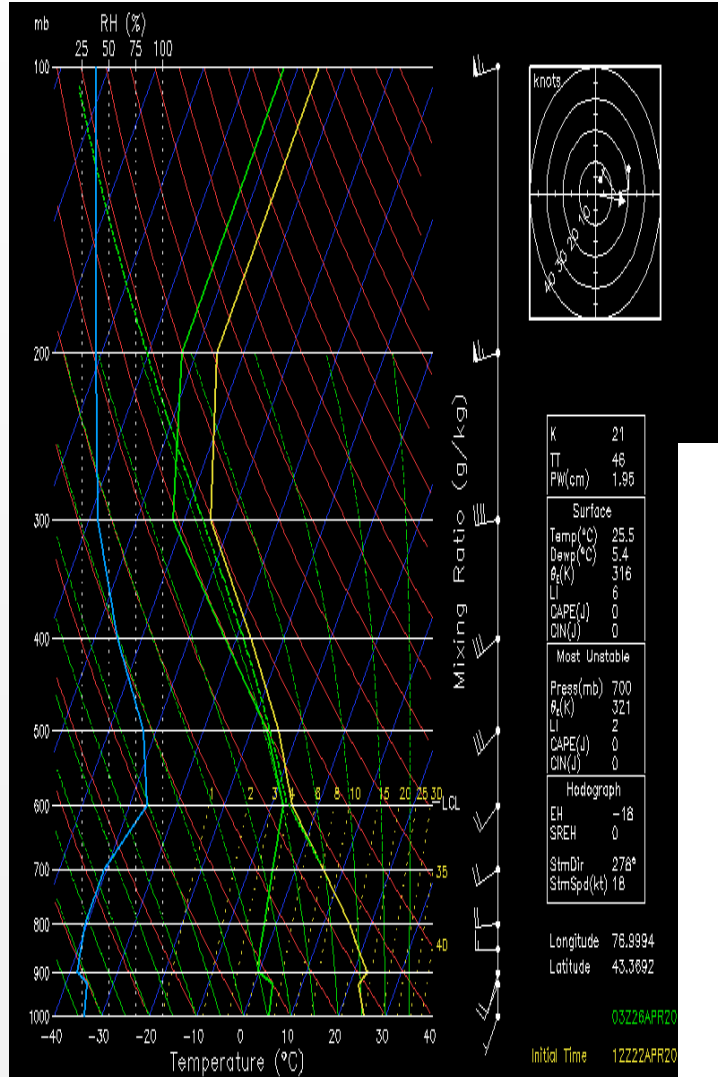 mb RH (%)
25 50 75 100
100
200
300
400
500
600
700
800
900
1000
1 2 3 4 6 8 10 15 20 25 30
LCL
35
40
-40 -30 -20 -10 0 10 20 30 40
Temperature (°C)
Mixing Ratio (g/kg)
knots
40 30 20 10
K 21
TT 46
PW(cm) 1.95
Surface
Temp(°C) 25.5
Dewp(°C) 5.4
θE(K) 316
LI 6
CAPE(J) 0
CIN(J) 0
Most Unstable
Press(mb) 700
θE(K) 321
LI 2
CAPE(J) 0
CIN(J) 0
Hodograph
EH -18
SREH 0
StmDir 278°
StmSpd(kt) 18
Longitude 76.9994
Latitude 43.3692
03Z26APR20
Initial Time 12Z22APR20